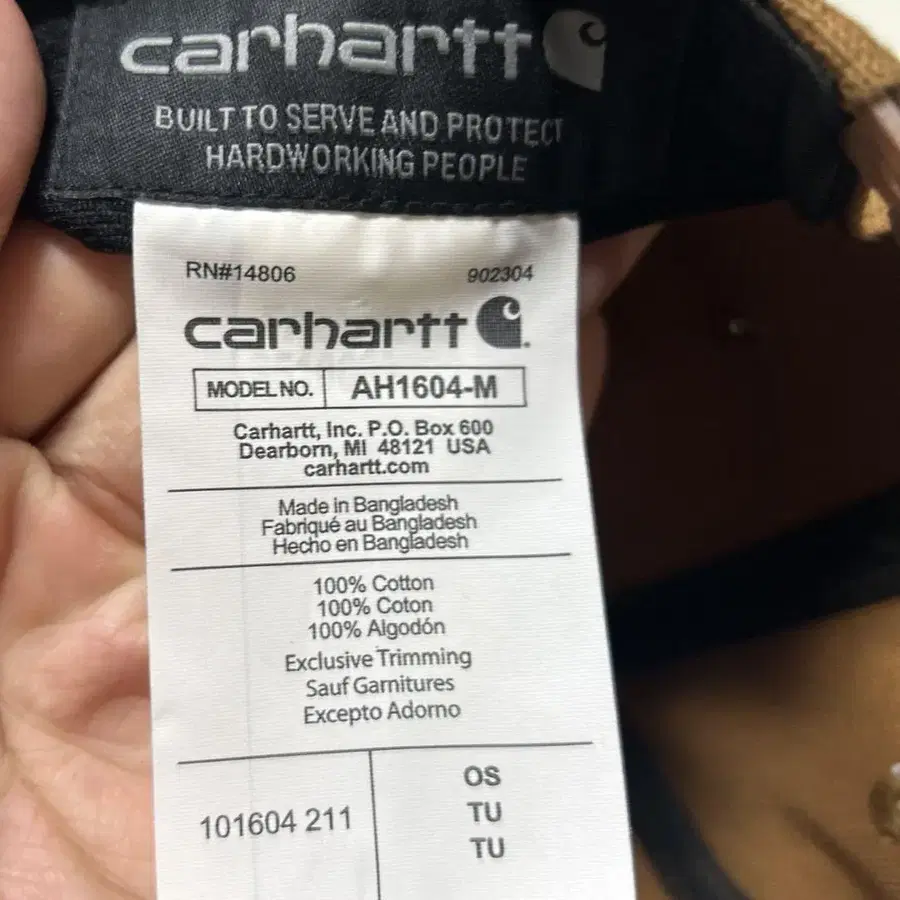 carhartt
BUILT TO SERVE AND PROTECT
HARDWORKING PEOPLE
RN#14806 902304
carhartt
MODEL NO. AH1604-M
Carhartt, Inc. P.O. Box 600
Dearborn, MI 48121 USA
carhartt.com
Made in Bangladesh
Fabriqué au Bangladesh
Hecho en Bangladesh
100% Cotton
100% Coton
100% Algodón
Exclusive Trimming
Sauf Garnitures
Excepto Adorno
101604 211
OS
TU
TU